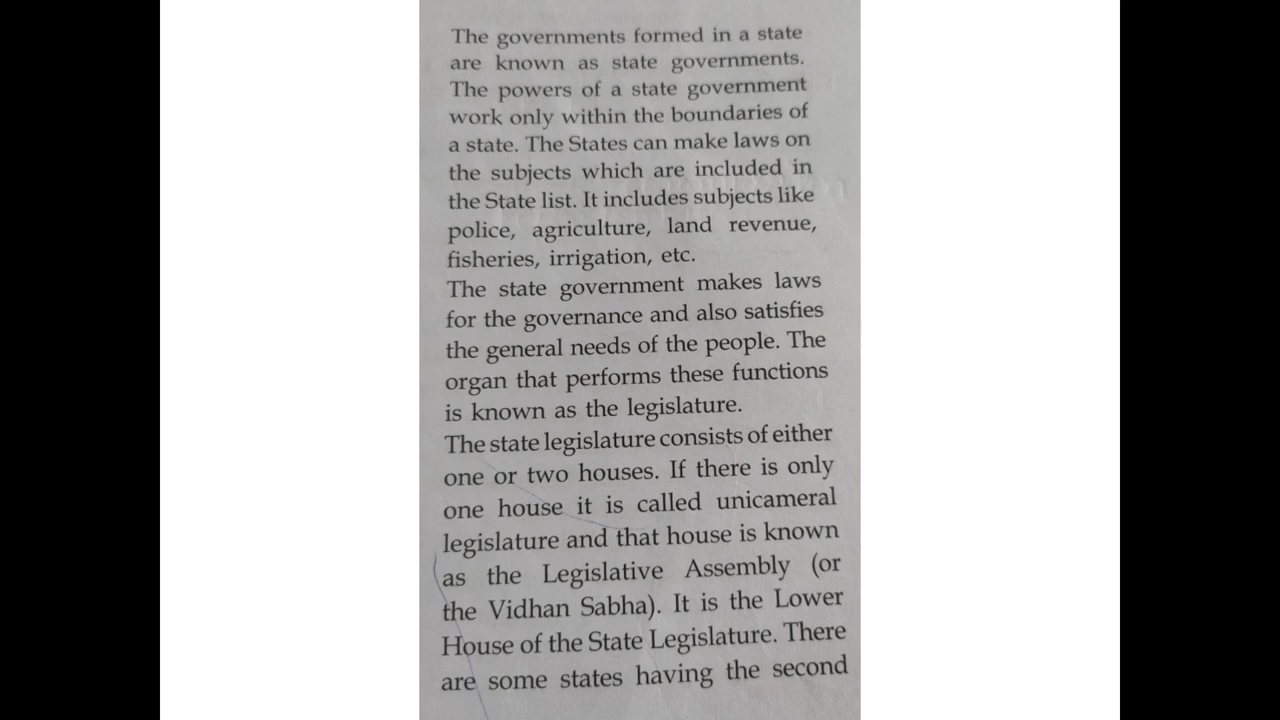 The governments formed in a state
are known as state governments.
The powers of a state government
work only within the boundaries of
a state. The States can make laws on
the subjects which are included in
the State list. It includes subjects like
police, agriculture, land revenue,
fisheries, irrigation, etc.
The state government makes laws
for the governance and also satisfies
the general needs of the people. The
organ that performs these functions
is known as the legislature.
The state legislature consists of either
one or two houses. If there is only
one house it is called unicameral
legislature and that house is known
as the Legislative Assembly (or
the Vidhan Sabha). It is the Lower
House of the State Legislature. There
are some states having the second